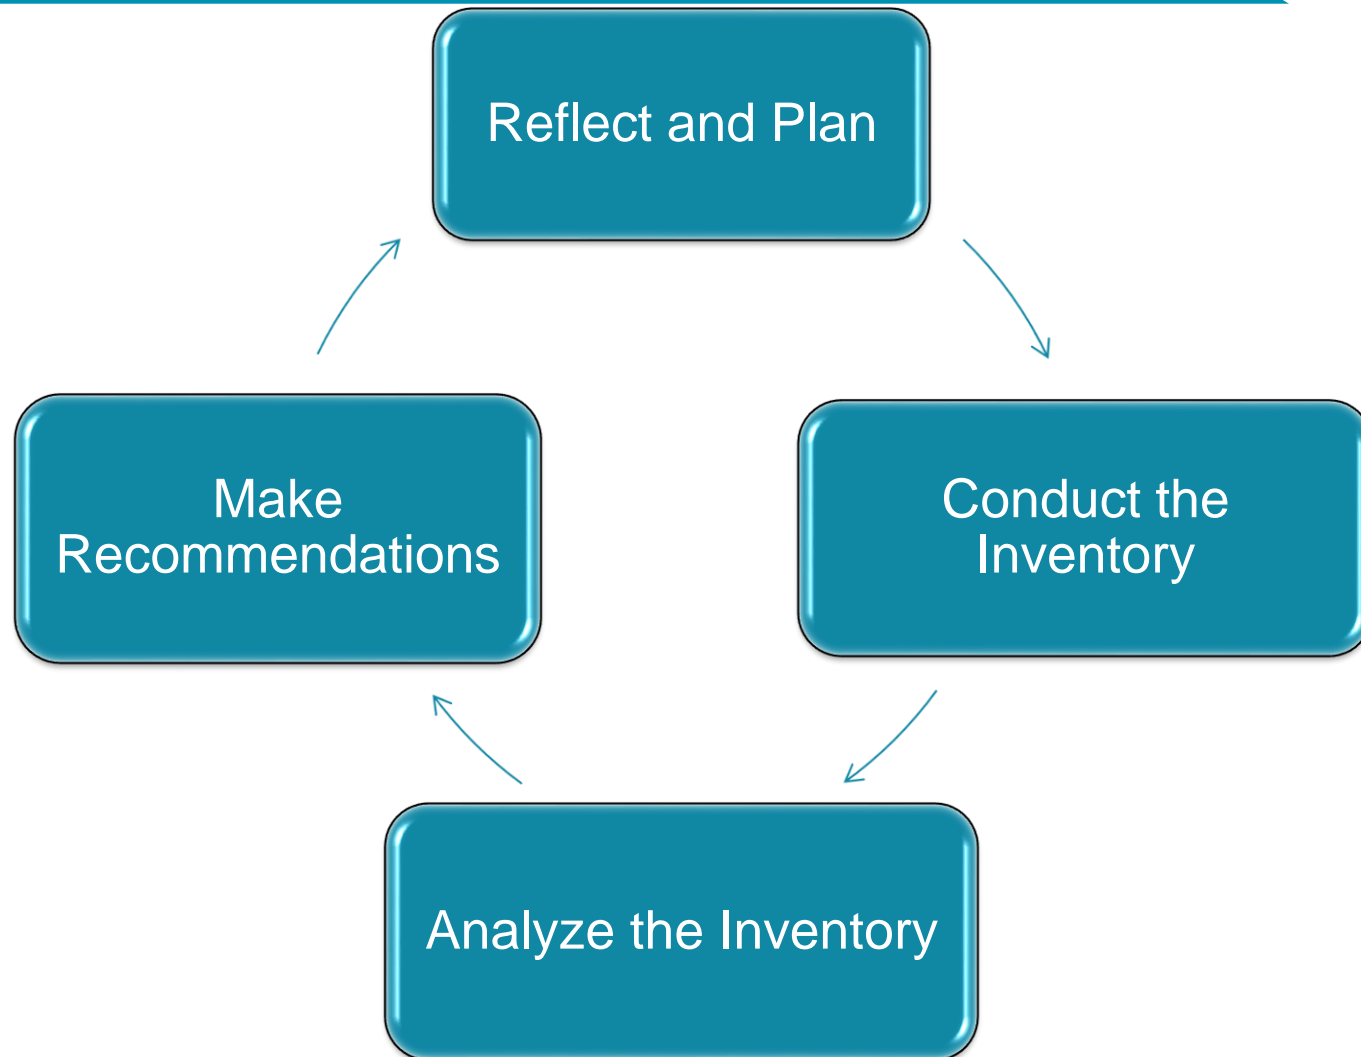 Reflect and Plan
Conduct the
Inventory
Analyze the Inventory
Make
Recommendations